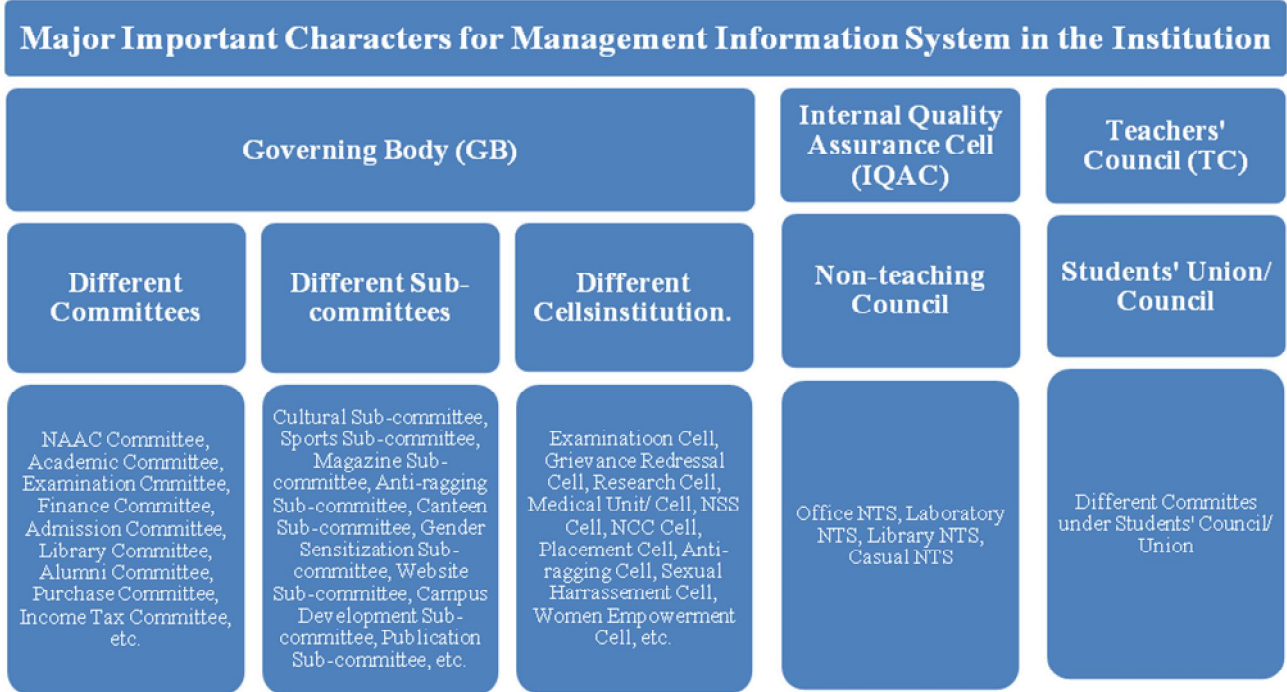 Major Important Characters for Management Information System in the Institution
Governing Body (GB)
Internal Quality
Assurance Cell
(IQAC)
Teachers'
Council (TC)
Different
Committees
Different Sub-
committees
Different
Cellsinstitution.
Non-teaching
Council
Students' Union/
Council
NAAC Committee,
Academic Committee,
Examination Cmmittee,
Finance Committee,
Admission Committee,
Library Committee,
Alumni Committee,
Purchase Committee,
Income Tax Committee,
etc.
Cultural Sub-committee,
Sports Sub-committee,
Magazine Sub-
committee, Anti-ragging
Sub-committee, Canteen
Sub-committee, Gender
Sensitization Sub-
committee, Website
Sub-committee, Campus
Development Sub-
committee, Publication
Sub-committee, etc.
Examinatioon Cell,
Grievance Redressal
Cell, Research Cell,
Medical Unit/ Cell, NSS
Cell, NCC Cell,
Placement Cell, Anti-
ragging Cell, Sexual
Harrassement Cell,
Women Empowerment
Cell, etc.
Office NTS, Laboratory
NTS, Library NTS,
Casual NTS
Different Committes
under Students' Council/
Union